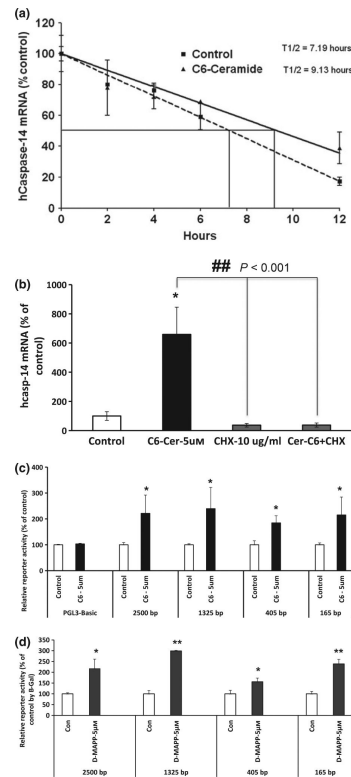 (a)
hCaspase-14 mRNA (% control)
120
100
80
60
40
20
0
Control
C6-Ceramide
T1/2 = 7.19 hours
T1/2 = 9.13 hours
0 2 4 6 8 10 12
Hours
(b)
hcasp-14 mRNA (% of control)
1000
800
600
400
200
0
## P < 0.001
*
Control C6-Cer-5uM CHX-10 ug/ml Cer-C6+CHX
(c)
Relative reporter activity (% of control)
400
300
200
100
0
* * * *
Control C6 - 5um Control C6 - 5um Control C6 - 5um Control C6 - 5um Control C6 - 5um
PGL3-Basic 2500 bp 1325 bp 405 bp 165 bp
(d)
Relative reporter activity (% of control by B-Gal)
300
250
200
150
100
50
0
* ** * **
Con D-MAPP-5µM Con D-MAPP-5µM Con D-MAPP-5µM Con D-MAPP-5µM
2500 bp 1325 bp 405 bp 165 bp